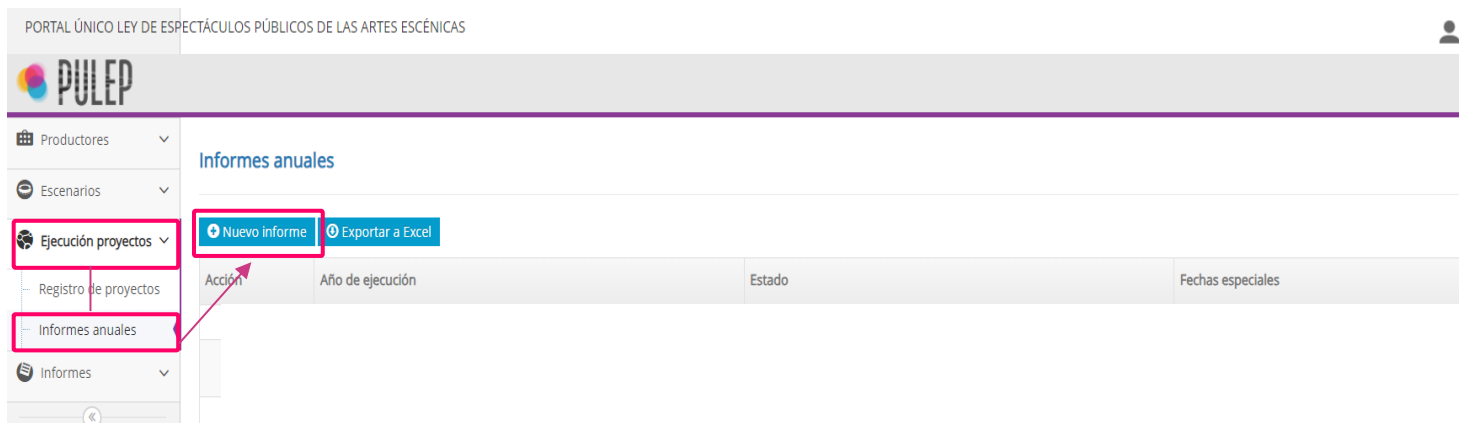 PORTAL ÚNICO LEY DE ESPECTÁCULOS PÚBLICOS DE LAS ARTES ESCÉNICAS
PULEP
Productores
Escenarios
Ejecución proyectos
Registro de proyectos
Informes anuales
Informes
Informes anuales
Nuevo informe Exportar a Excel
Acción Año de ejecución Estado Fechas especiales